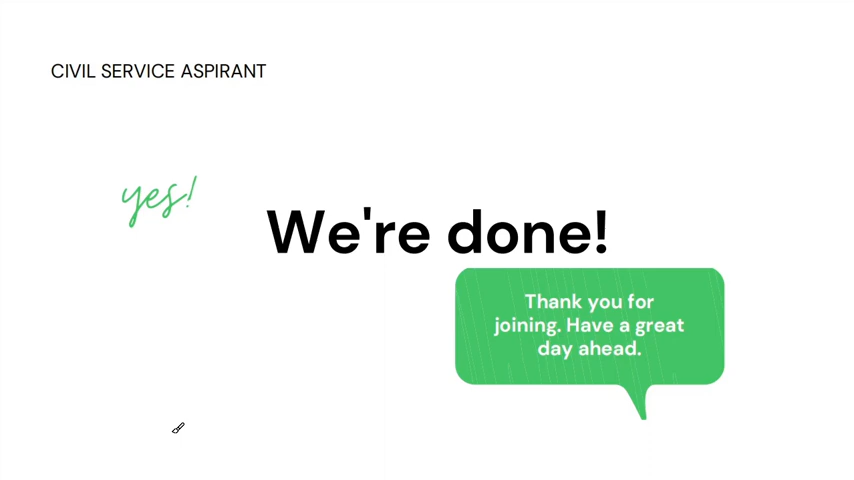 CIVIL SERVICE ASPIRANT
yes!
We're done!
Thank you for
joining. Have a great
day ahead.